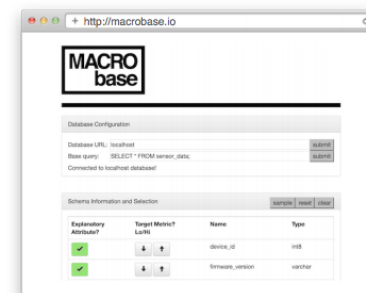 + http://macrobase.io
MACRO
base
Database Configuration
Database URL: localhost submit
Base query: SELECT * FROM sensor_data; submit
Connected to localhost database!
Schema Information and Selection sample reset clear
Explanatory Attribute? Target Metric? Lo/Hi Name Type
✓ ↓ ↑ device_id int8
✓ ↓ ↑ firmware_version varchar